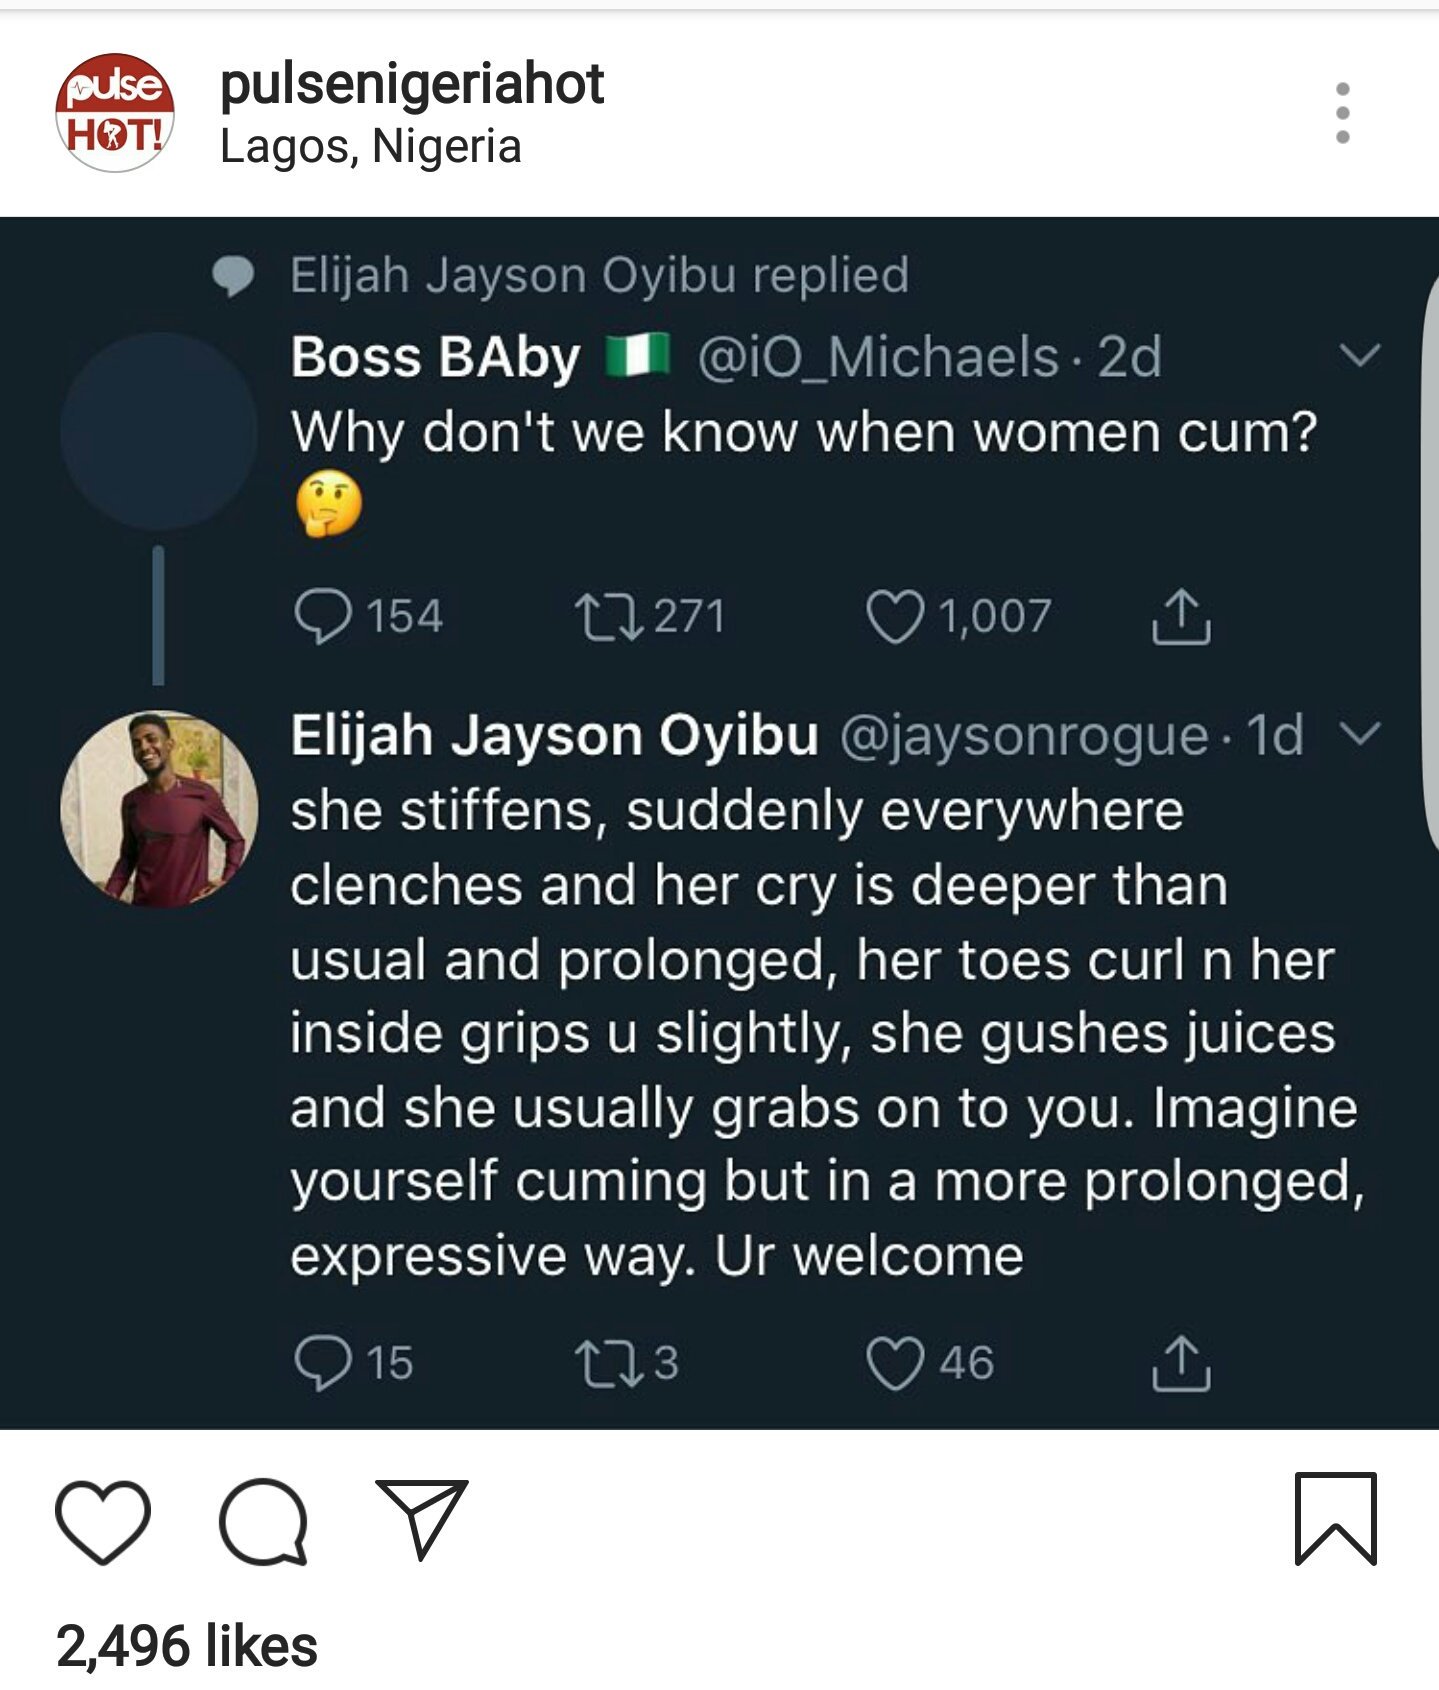 pulse
HOT!
pulsenigeriahot
Lagos, Nigeria
Elijah Jayson Oyibu replied
Boss BAby 🇳🇬 @iO_Michaels · 2d
Why don't we know when women cum?
🤔
154 271 1,007
Elijah Jayson Oyibu @jaysonrogue · 1d
she stiffens, suddenly everywhere
clenches and her cry is deeper than
usual and prolonged, her toes curl n her
inside grips u slightly, she gushes juices
and she usually grabs on to you. Imagine
yourself cuming but in a more prolonged,
expressive way. Ur welcome
15 3 46
2,496 likes